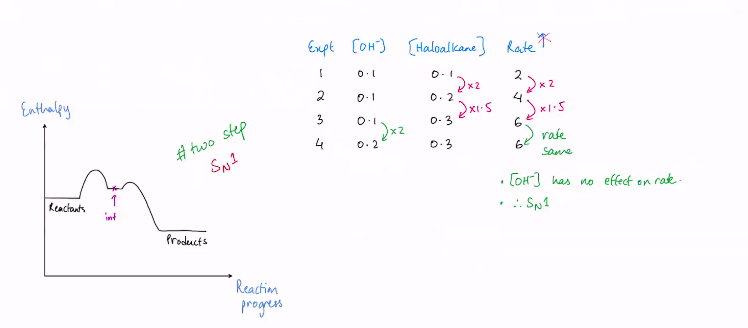 Expt [OH⁻] [Haloalkane] Rate ↑
1 0.1 0.1 2
×2 ×2
2 0.1 0.2 4
×1.5 ×1.5
3 0.1 0.3 6
×2 rate same
4 0.2 0.3 6
• [OH⁻] has no effect on rate.
• ∴ SN1
Enthalpy
# two step
SN1
Reactants
int
Products
Reaction
progress